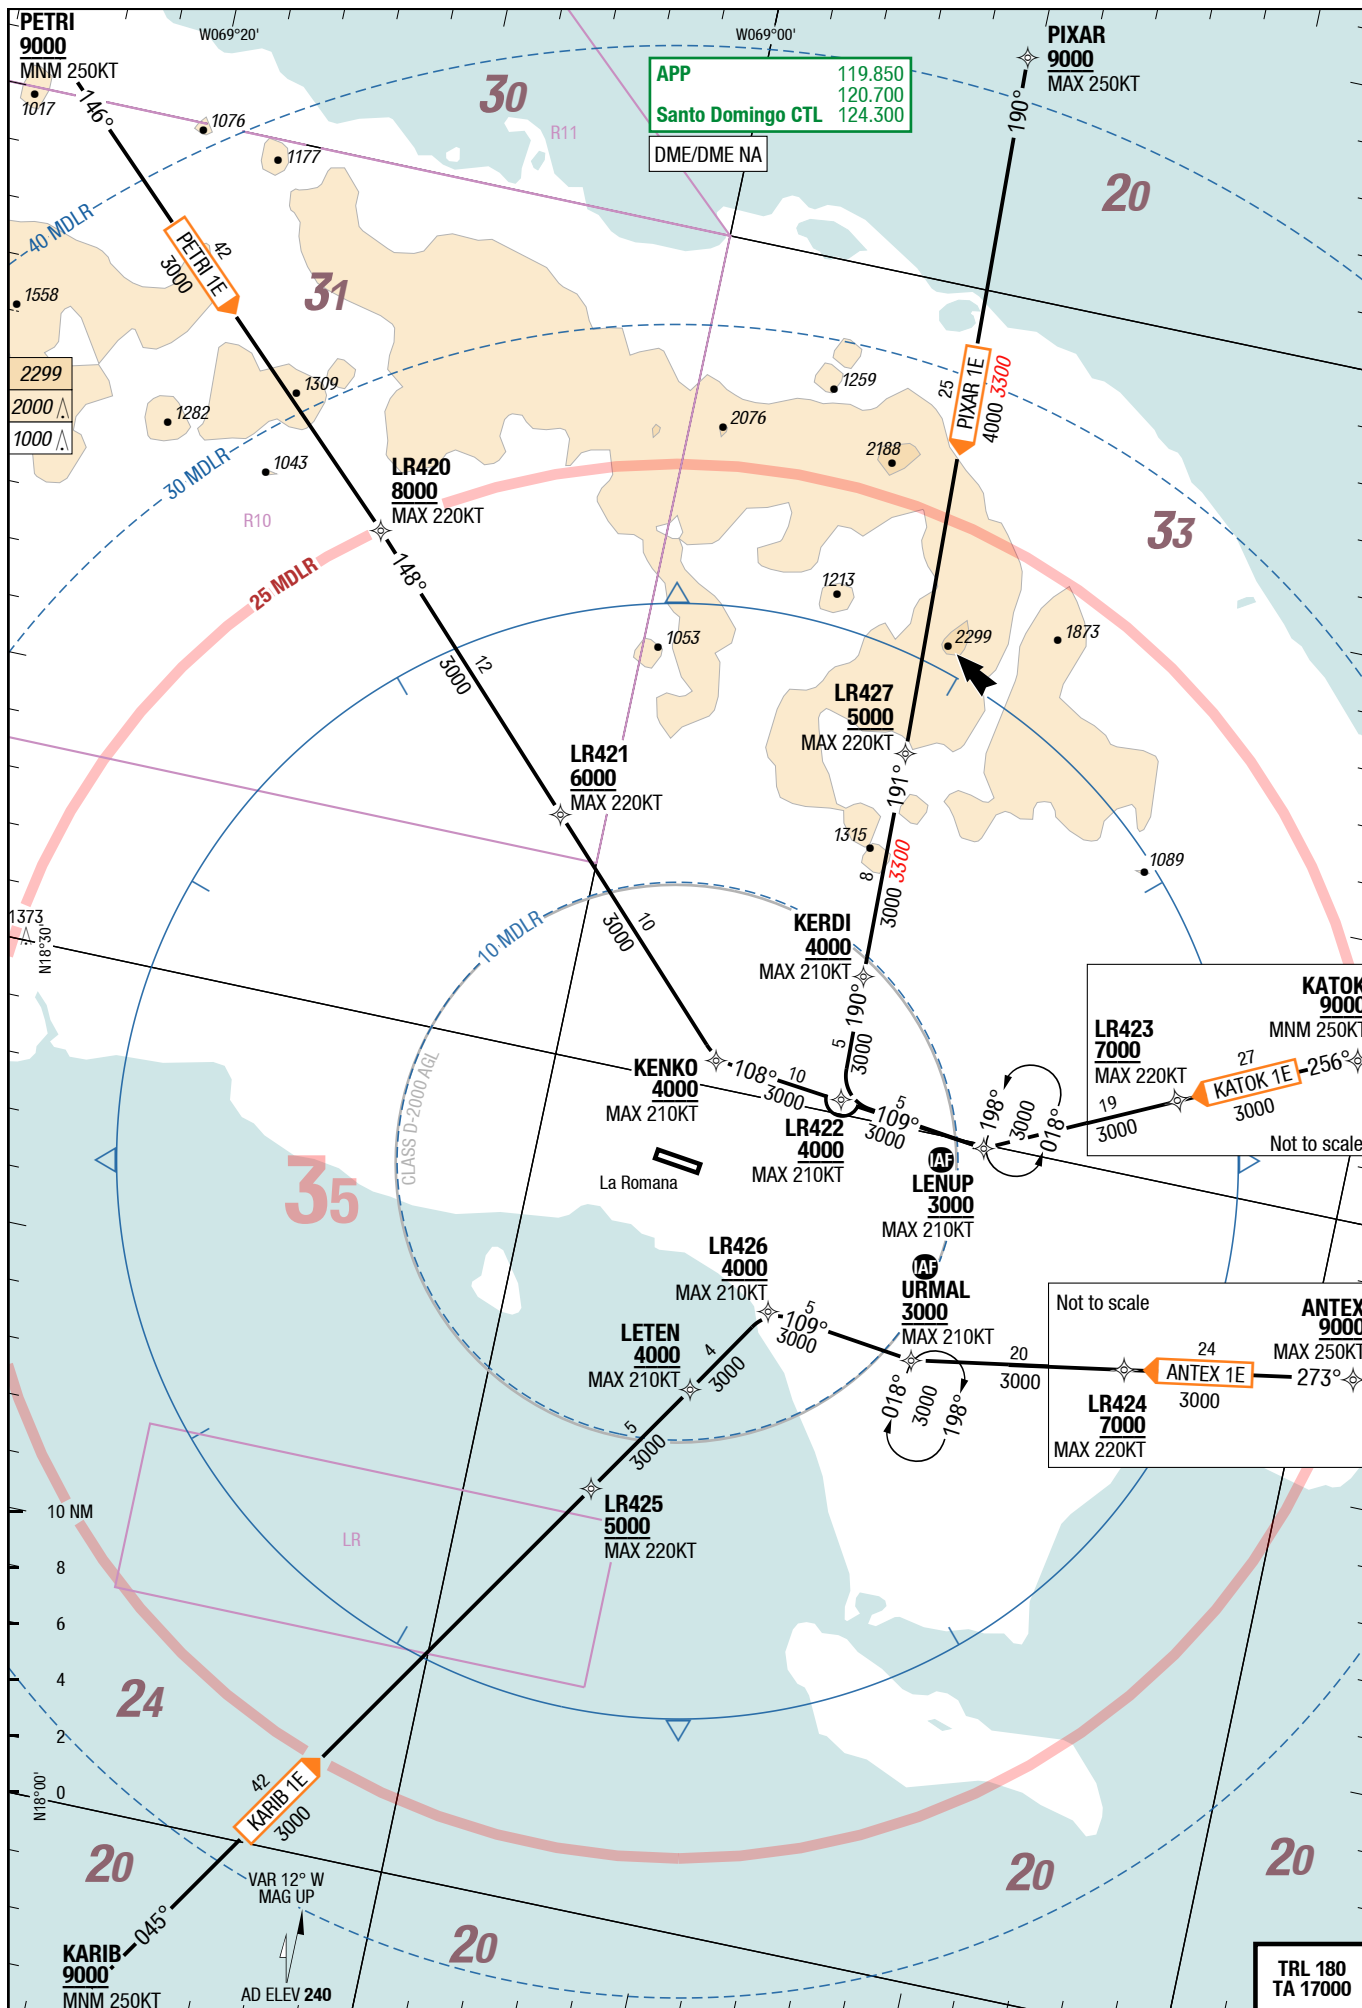 PETRI
9000
MNM 250KT
W069°20'
W069°00'
PIXAR
9000
MAX 250KT
APP 119.850
120.700
Santo Domingo CTL 124.300
DME/DME NA
30
R11
20
1017
146°
1076
1177
190°
40 MDLR
PETRI 1E
42
3000
31
1558
2299
2000
1000
1309
1282
1043
30 MDLR
1259
2076
2188
25
PIXAR 1E
4000 3300
LR420
8000
MAX 220KT
R10
33
25 MDLR
148°
1213
1053
2299
1873
12
3000
LR427
5000
MAX 220KT
LR421
6000
MAX 220KT
191°
1315
8
3000 3300
1089
1373
N18°30'
10
3000
10 MDLR
KERDI
4000
MAX 210KT
190°
5
3000
CLASS D-2000 AGL
KENKO
4000
MAX 210KT
108°
10
3000
LR422
4000
MAX 210KT
5
109°
3000
198°
3000
018°
KATOK
9000
MNM 250KT
LR423
7000
MAX 220KT
27
KATOK 1E
256°
3000
19
3000
Not to scale
La Romana
IAF
LENUP
3000
MAX 210KT
35
LR426
4000
MAX 210KT
5
109°
3000
IAF
URMAL
3000
MAX 210KT
LETEN
4000
MAX 210KT
4
3000
018°
3000
198°
20
3000
Not to scale
ANTEX
9000
MAX 250KT
24
ANTEX 1E
273°
3000
LR424
7000
MAX 220KT
5
3000
LR425
5000
MAX 220KT
LR
10 NM
8
6
4
2
0
N18°00'
24
42
KARIB 1E
3000
20
VAR 12° W
MAG UP
045°
KARIB
9000
MNM 250KT
AD ELEV 240
20
20
20
TRL 180
TA 17000